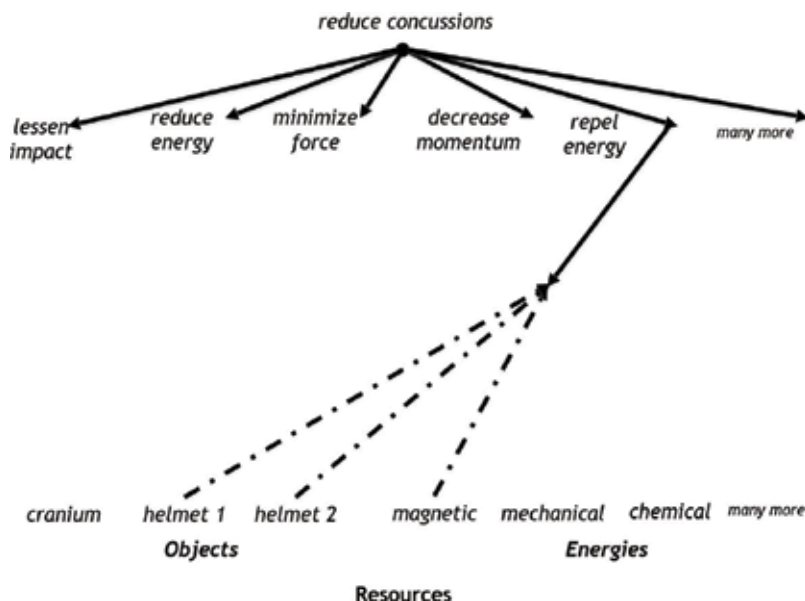 reduce concussions
lessen
impact
reduce
energy
minimize
force
decrease
momentum
repel
energy
many more
cranium helmet 1 helmet 2 magnetic mechanical chemical many more
Objects Energies
Resources